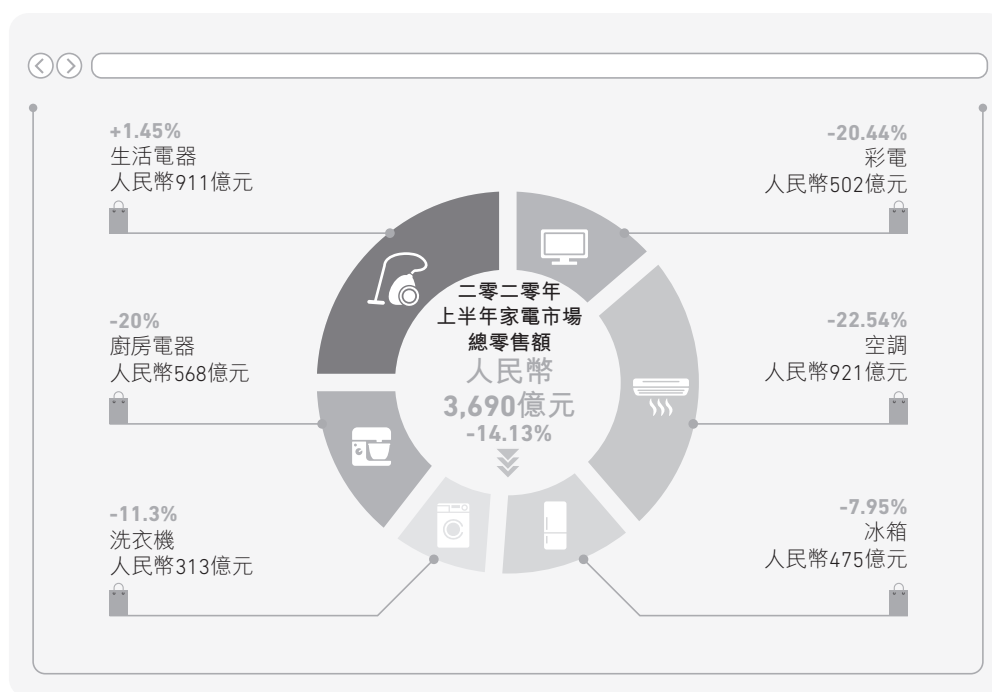 +1.45%
生活電器
人民幣911億元
-20%
廚房電器
人民幣568億元
-11.3%
洗衣機
人民幣313億元
二零二零年
上半年家電市場
總零售額
人民幣
3,690億元
-14.13%
-20.44%
彩電
人民幣502億元
-22.54%
空調
人民幣921億元
-7.95%
冰箱
人民幣475億元